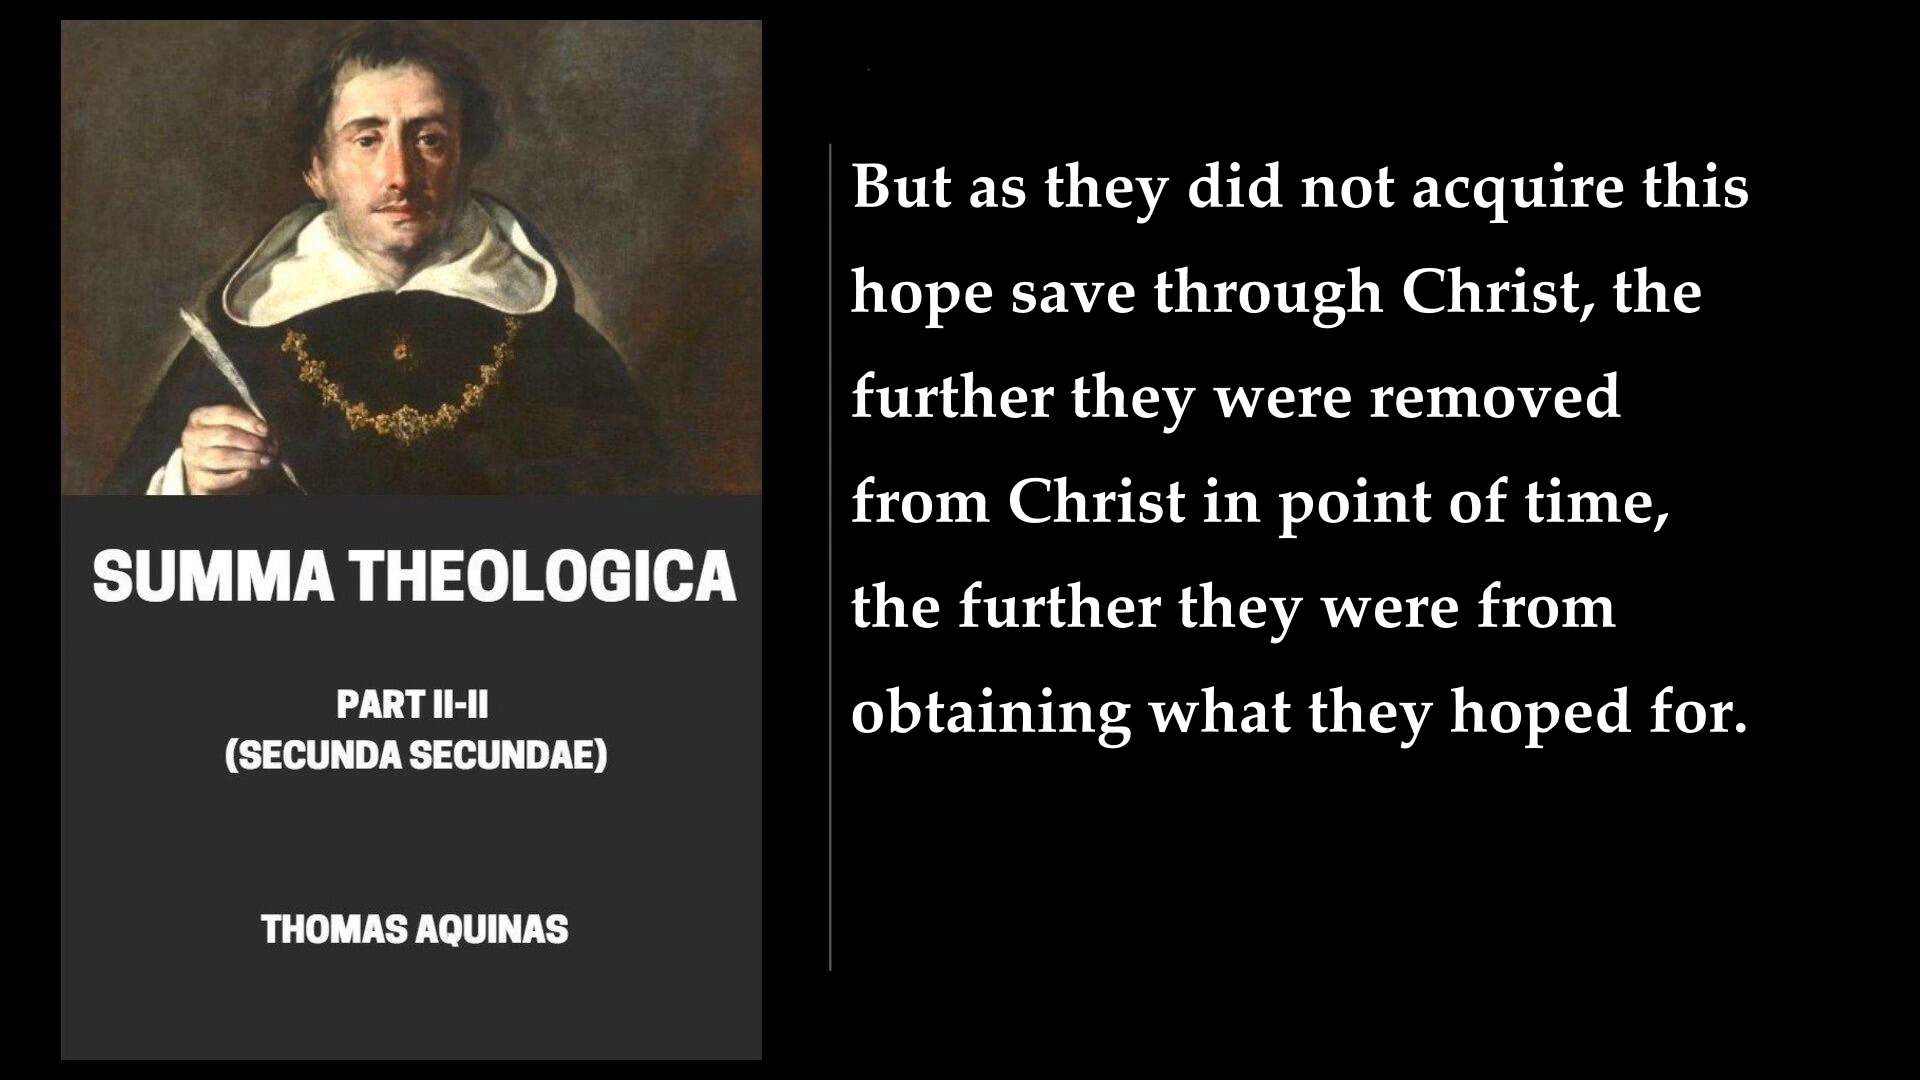 SUMMA THEOLOGICA
PART II-II
(SECUNDA SECUNDAE)
THOMAS AQUINAS
But as they did not acquire this
hope save through Christ, the
further they were removed
from Christ in point of time,
the further they were from
obtaining what they hoped for.